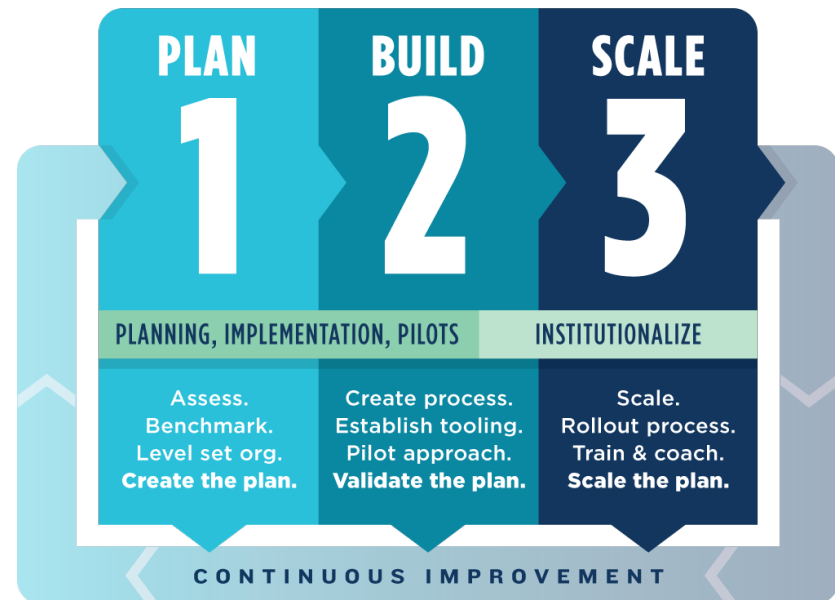 PLAN
1
BUILD
2
SCALE
3
PLANNING, IMPLEMENTATION, PILOTS
INSTITUTIONALIZE
Assess.
Benchmark.
Level set org.
Create the plan.
Create process.
Establish tooling.
Pilot approach.
Validate the plan.
Scale.
Rollout process.
Train & coach.
Scale the plan.
CONTINUOUS IMPROVEMENT